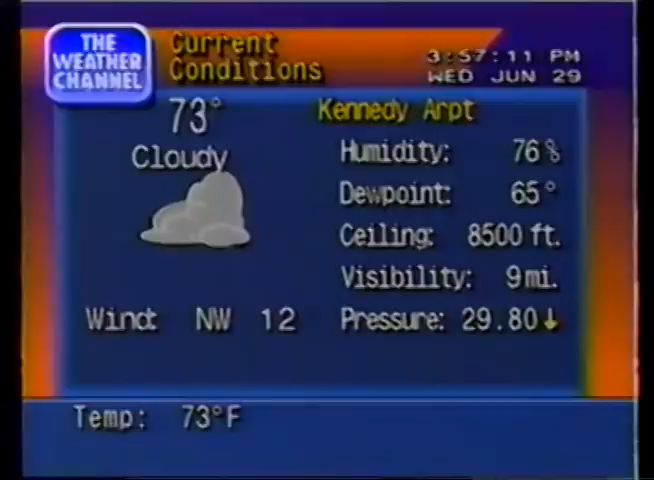 THE
WEATHER
CHANNEL
Current
Conditions
3:57:11 PM
WED JUN 29
73°
Cloudy
Kennedy Arpt
Humidity: 76%
Dewpoint: 65°
Ceiling: 8500 ft.
Visibility: 9 mi.
Wind: NW 12
Pressure: 29.80↓
Temp: 73°F